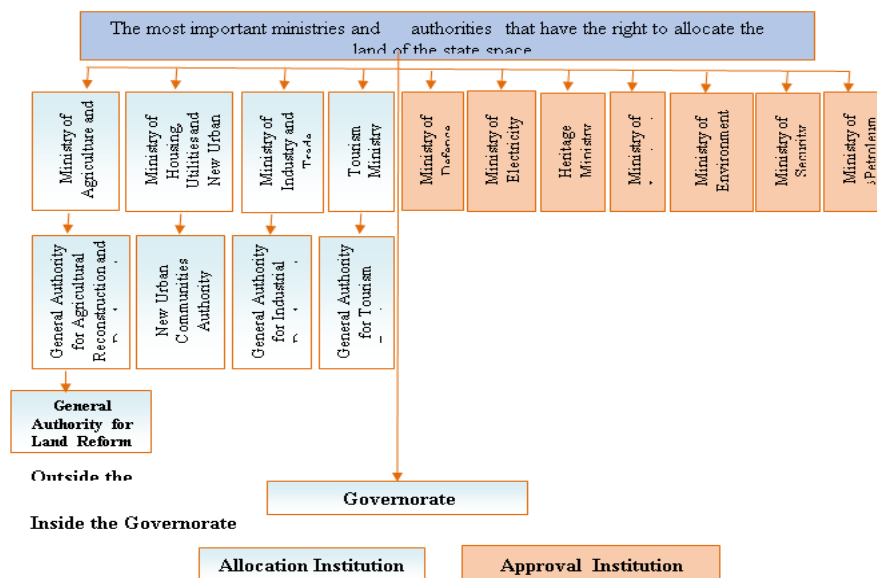 The most important ministries and authorities that have the right to allocate the
land of the state space
Ministry of
Agriculture and
Ministry of
Housing,
Utilities and
New Urban
Ministry of
Industry and
Trade
Tourism
Ministry
Ministry of
Defence
Ministry of
Electricity
Heritage
Ministry
Ministry of
Ministry of
Environment
Ministry of
Security
Ministry of
Petroleum
General Authority
for Agricultural
Reconstruction and
New Urban
Communities
Authority
General Authority
for Industrial
General Authority
for Tourism
General
Authority for
Land Reform
Outside the
Governorate
Inside the Governorate
Allocation Institution
Approval Institution